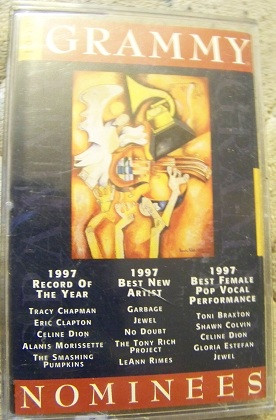 GRAMMY
1997
RECORD OF
THE YEAR
TRACY CHAPMAN
ERIC CLAPTON
CELINE DION
ALANIS MORISSETTE
THE SMASHING
PUMPKINS
1997
BEST NEW
ARTIST
GARBAGE
JEWEL
NO DOUBT
THE TONY RICH
PROJECT
LEANN RIMES
1997
BEST FEMALE
POP VOCAL
PERFORMANCE
TONI BRAXTON
SHAWN COLVIN
CELINE DION
GLORIA ESTEFAN
JEWEL
NOMINEES